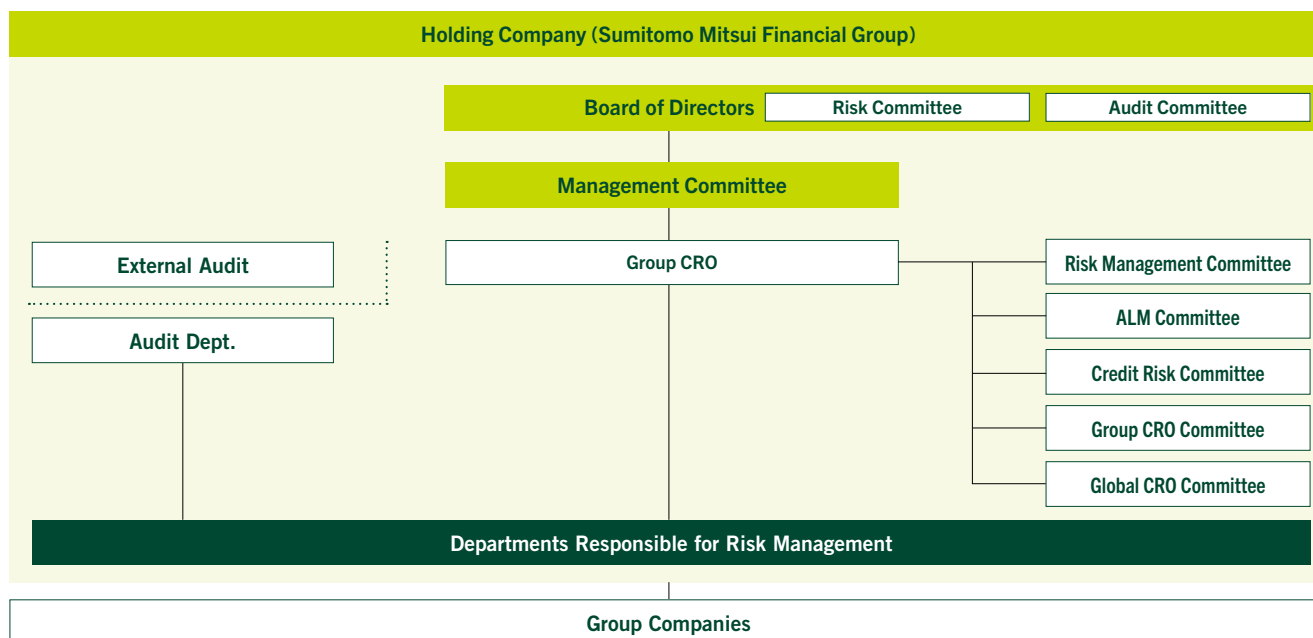 Holding Company (Sumitomo Mitsui Financial Group)
Board of Directors
Risk Committee
Audit Committee
Management Committee
External Audit
Group CRO
Risk Management Committee
ALM Committee
Audit Dept.
Credit Risk Committee
Group CRO Committee
Global CRO Committee
Departments Responsible for Risk Management
Group Companies